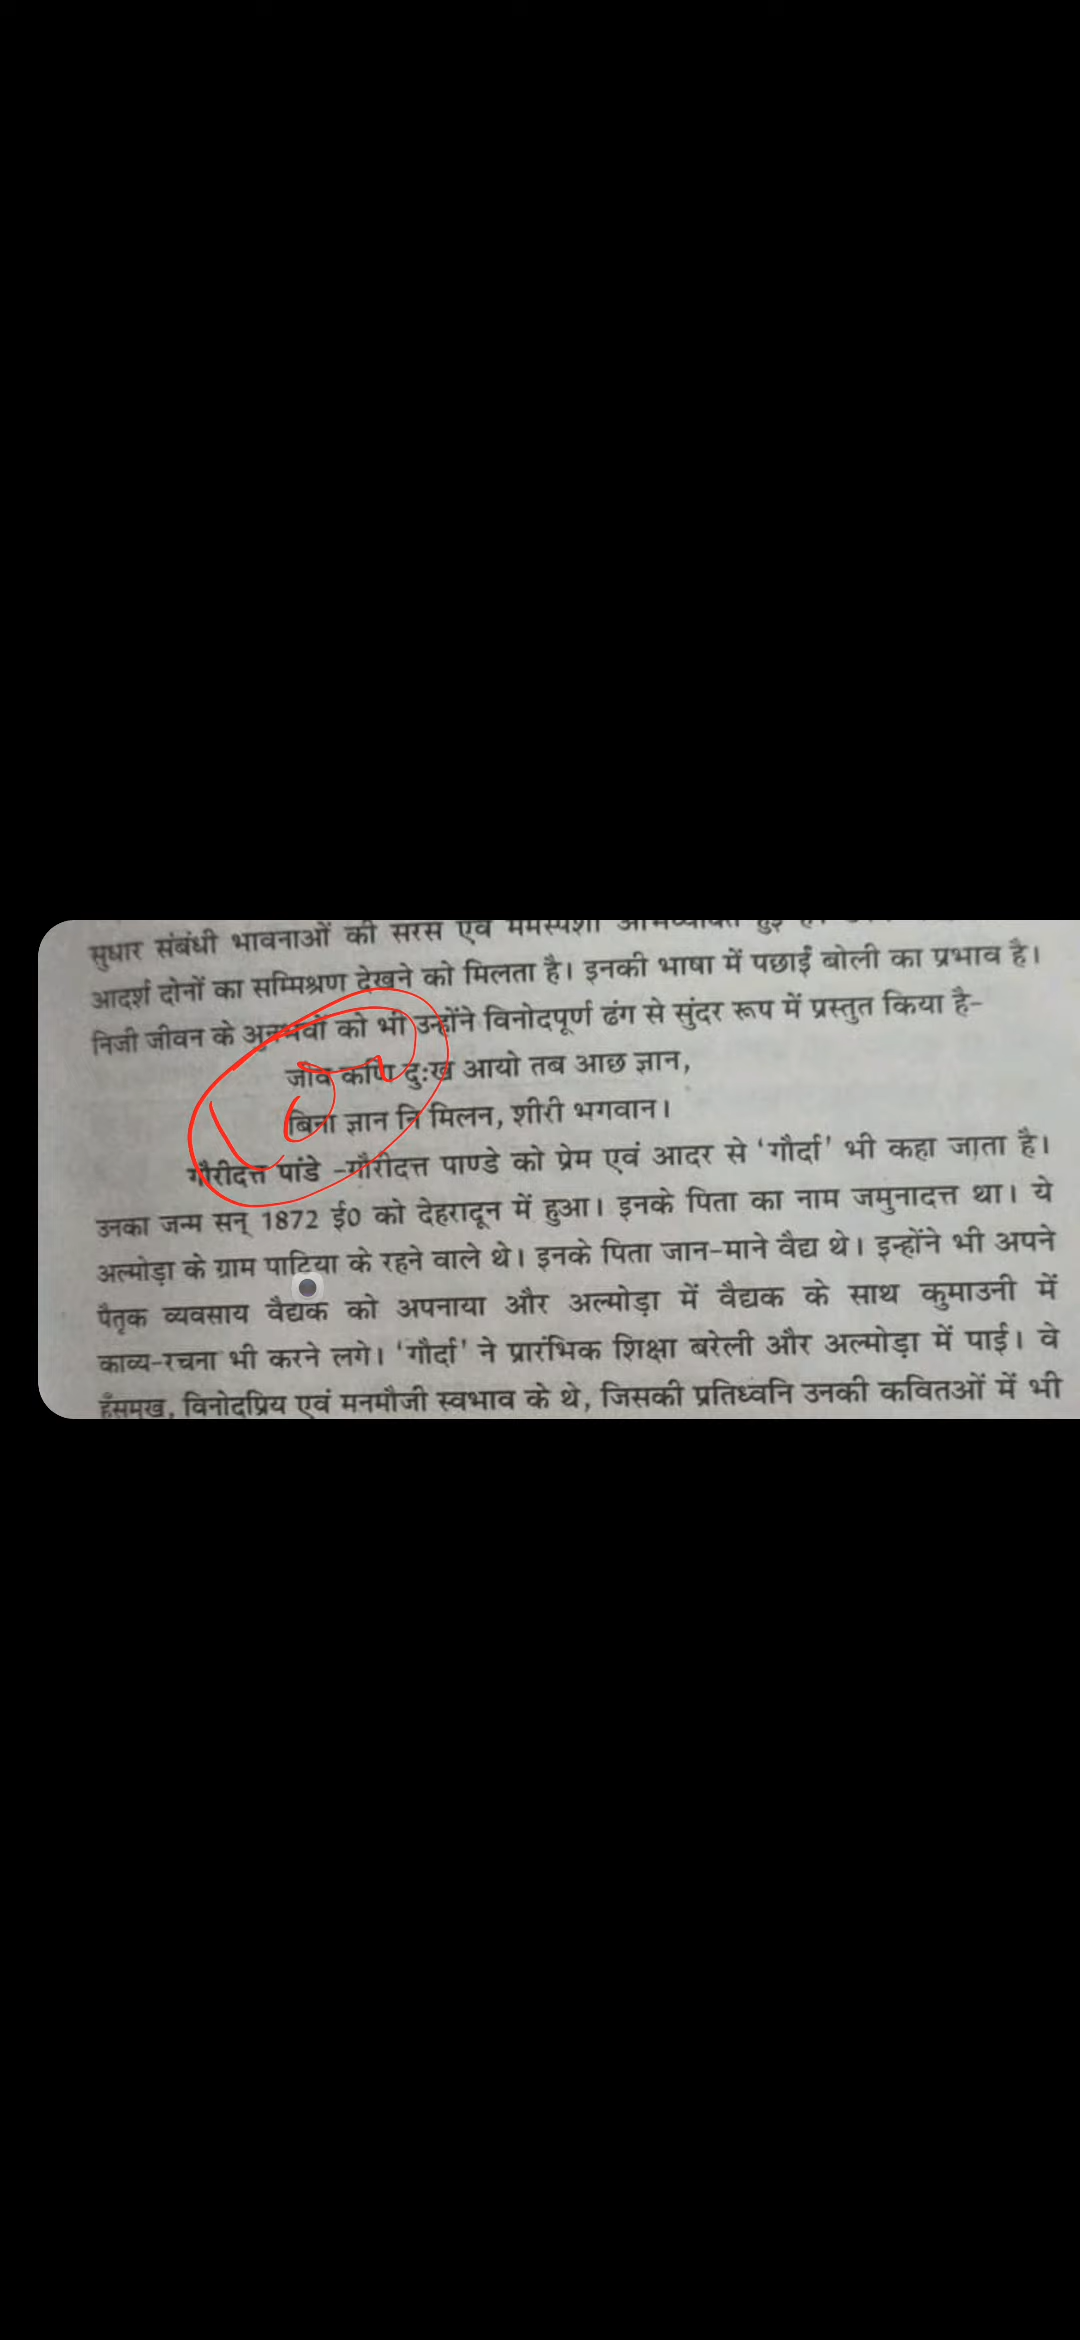 सुधार संबंधी भावनाओं की सरस एवं मर्मस्पर्शी
आदर्श दोनों का सम्मिश्रण देखने को मिलता है। इनकी भाषा में पछाईं बोली का प्रभाव है।
निजी जीवन के अनुभवों को भी उन्होंने विनोदपूर्ण ढंग से सुंदर रूप में प्रस्तुत किया है-
जीव कणि दुःख आयो तब आछ ज्ञान,
बिना ज्ञान नि मिलन, शीरी भगवान।
गौरीदत्त पांडे -गौरीदत्त पाण्डे को प्रेम एवं आदर से 'गौर्दा' भी कहा जाता है।
उनका जन्म सन् 1872 ई0 को देहरादून में हुआ। इनके पिता का नाम जमुनादत्त था। ये
अल्मोड़ा के ग्राम पाटिया के रहने वाले थे। इनके पिता जान-माने वैद्य थे। इन्होंने भी अपने
पैतृक व्यवसाय वैद्यक को अपनाया और अल्मोड़ा में वैद्यक के साथ कुमाउनी में
काव्य-रचना भी करने लगे। 'गौर्दा' ने प्रारंभिक शिक्षा बरेली और अल्मोड़ा में पाई। वे
हँसमुख, विनोदप्रिय एवं मनमौजी स्वभाव के थे, जिसकी प्रतिध्वनि उनकी कवितओं में भी